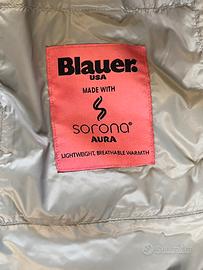 Blauer.
USA
MADE WITH
sorona®
AURA
LIGHTWEIGHT, BREATHABLE WARMTH